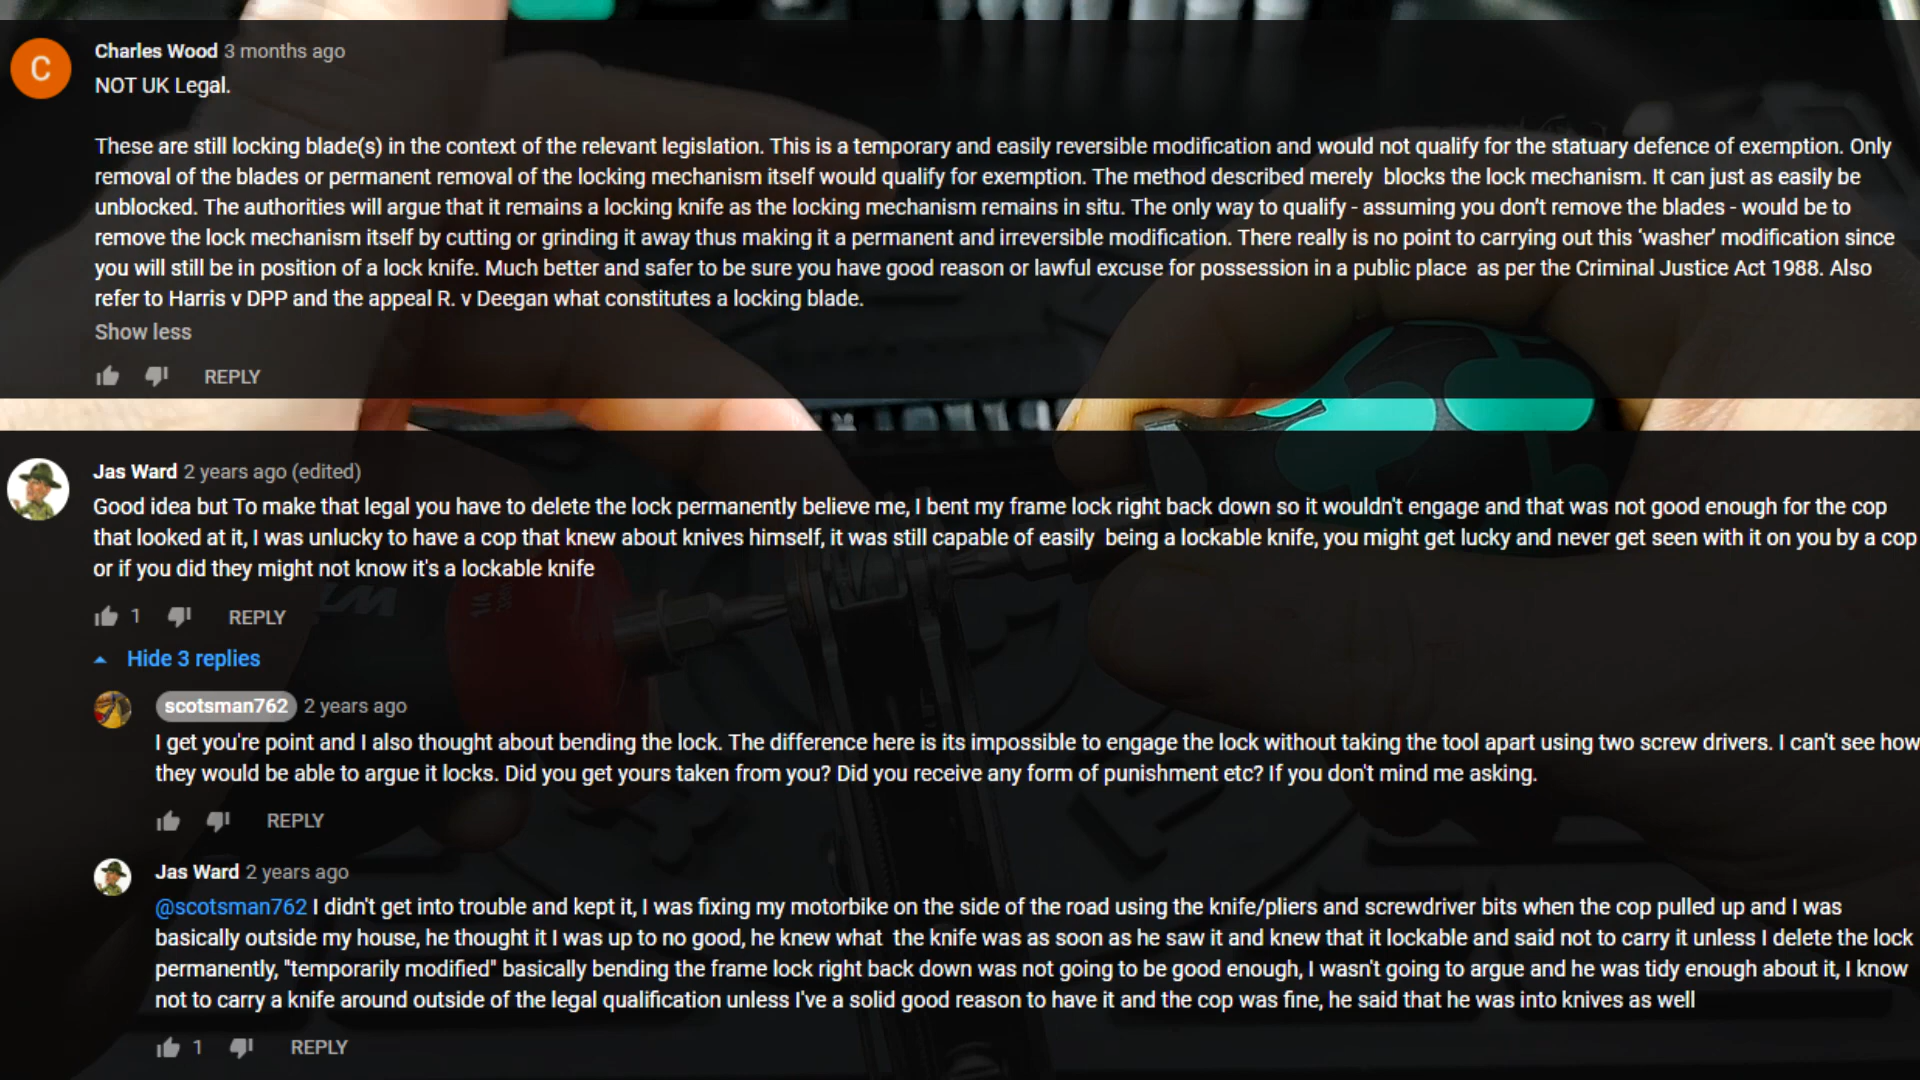 C
Charles Wood 3 months ago
NOT UK Legal.
These are still locking blade(s) in the context of the relevant legislation. This is a temporary and easily reversible modification and would not qualify for the statuary defence of exemption. Only
removal of the blades or permanent removal of the locking mechanism itself would qualify for exemption. The method described merely  blocks the lock mechanism. It can just as easily be
unblocked. The authorities will argue that it remains a locking knife as the locking mechanism remains in situ. The only way to qualify - assuming you don't remove the blades - would be to
remove the lock mechanism itself by cutting or grinding it away thus making it a permanent and irreversible modification. There really is no point to carrying out this 'washer' modification since
you will still be in position of a lock knife. Much better and safer to be sure you have good reason or lawful excuse for possession in a public place  as per the Criminal Justice Act 1988. Also
refer to Harris v DPP and the appeal R. v Deegan what constitutes a locking blade.
Show less
REPLY
Jas Ward 2 years ago (edited)
Good idea but To make that legal you have to delete the lock permanently believe me, I bent my frame lock right back down so it wouldn't engage and that was not good enough for the cop
that looked at it, I was unlucky to have a cop that knew about knives himself, it was still capable of easily  being a lockable knife, you might get lucky and never get seen with it on you by a cop
or if you did they might not know it's a lockable knife
1 REPLY
Hide 3 replies
scotsman762 2 years ago
I get you're point and I also thought about bending the lock. The difference here is its impossible to engage the lock without taking the tool apart using two screw drivers. I can't see how
they would be able to argue it locks. Did you get yours taken from you? Did you receive any form of punishment etc? If you don't mind me asking.
REPLY
Jas Ward 2 years ago
@scotsman762 I didn't get into trouble and kept it, I was fixing my motorbike on the side of the road using the knife/pliers and screwdriver bits when the cop pulled up and I was
basically outside my house, he thought it I was up to no good, he knew what  the knife was as soon as he saw it and knew that it lockable and said not to carry it unless I delete the lock
permanently, "temporarily modified" basically bending the frame lock right back down was not going to be good enough, I wasn't going to argue and he was tidy enough about it, I know
not to carry a knife around outside of the legal qualification unless I've a solid good reason to have it and the cop was fine, he said that he was into knives as well
1 REPLY
1/4